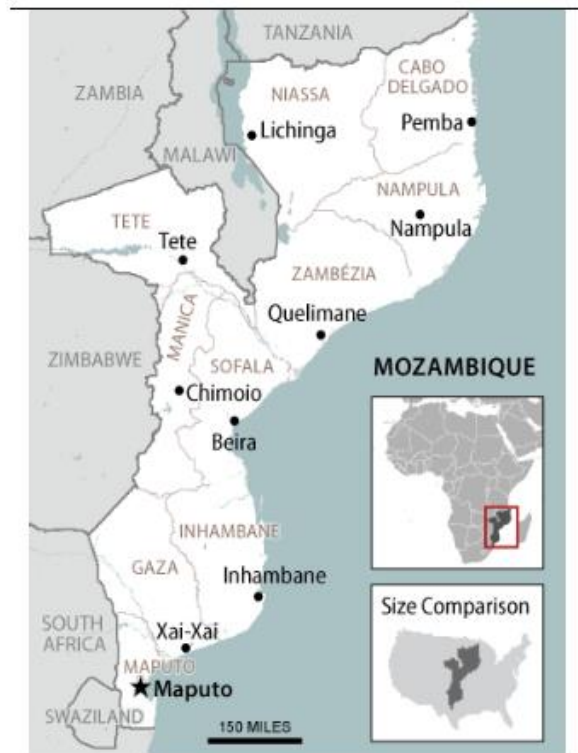 TANZANIA
ZAMBIA
CABO
DELGADO
NIASSA
Lichinga
Pemba
MALAWI
NAMPULA
TETE
Nampula
Tete
ZAMBÉZIA
Quelimane
MANICA
ZIMBABWE
SOFALA
MOZAMBIQUE
Chimoio
Beira
INHAMBANE
GAZA
Inhambane
Size Comparison
SOUTH
AFRICA
Xai-Xai
MAPUTO
Maputo
SWAZILAND
150 MILES